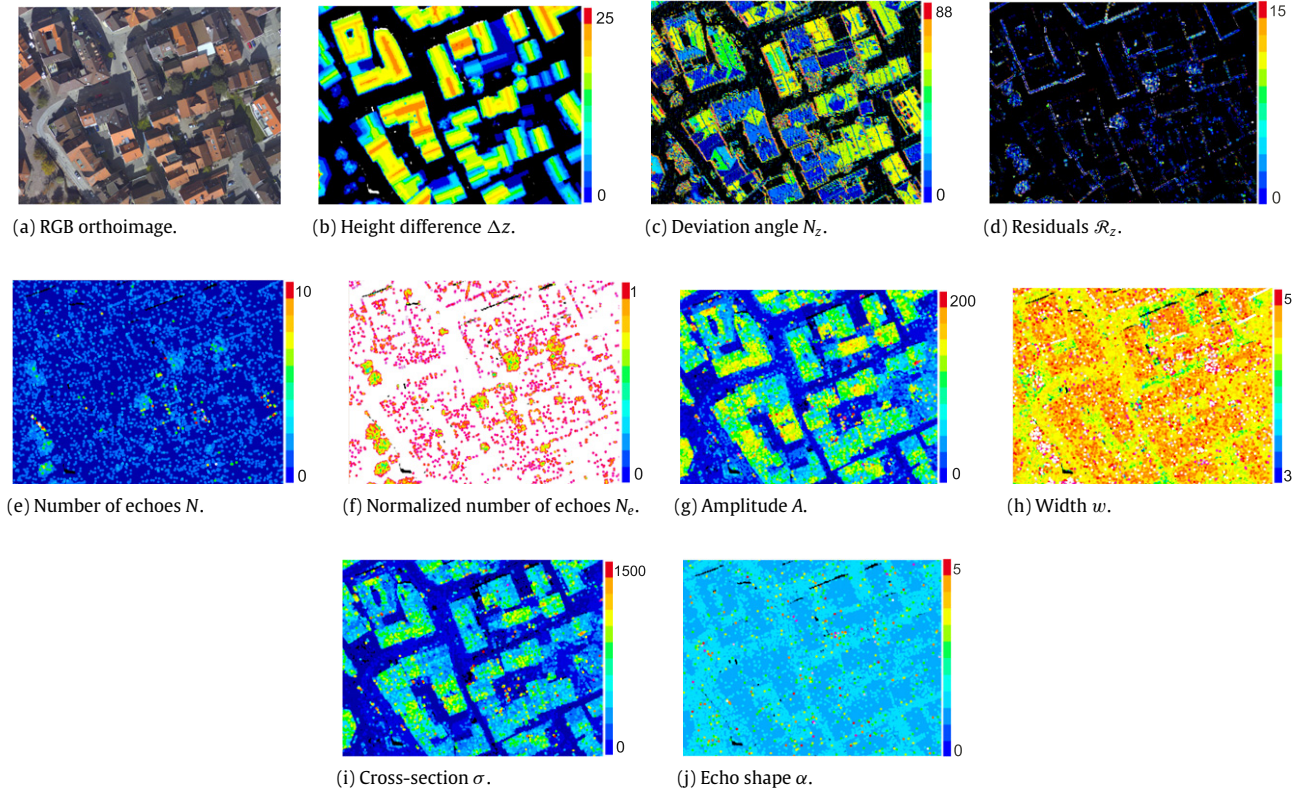 25
0
88
0
15
0
(a) RGB orthoimage.
(b) Height difference Δz.
(c) Deviation angle N_z.
(d) Residuals ℛ_z.
10
0
1
0
200
0
5
3
(e) Number of echoes N.
(f) Normalized number of echoes N_e.
(g) Amplitude A.
(h) Width w.
1500
0
5
0
(i) Cross-section σ.
(j) Echo shape α.